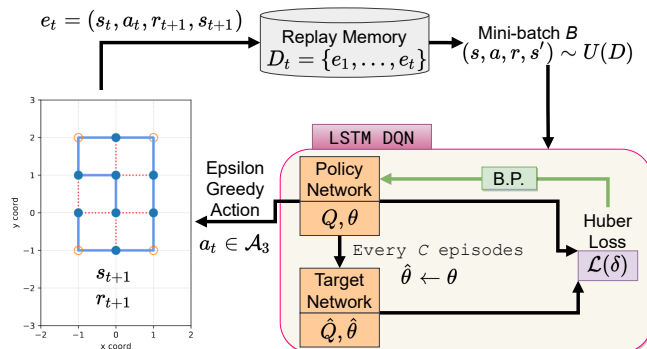 e_t = (s_t, a_t, r_{t+1}, s_{t+1})
Replay Memory
D_t = {e_1, . . . , e_t}
Mini-batch B
(s, a, r, s′) ∼ U(D)
LSTM DQN
Policy
Network
Q, θ
B.P.
Huber
Loss
ℒ(δ)
Every C episodes
θ̂ ← θ
Target
Network
Q̂, θ̂
Epsilon
Greedy
Action
a_t ∈ 𝒜_3
3
2
1
0
−1
−2
−3
y coord
s_{t+1}
r_{t+1}
−2 −1 0 1 2
x coord